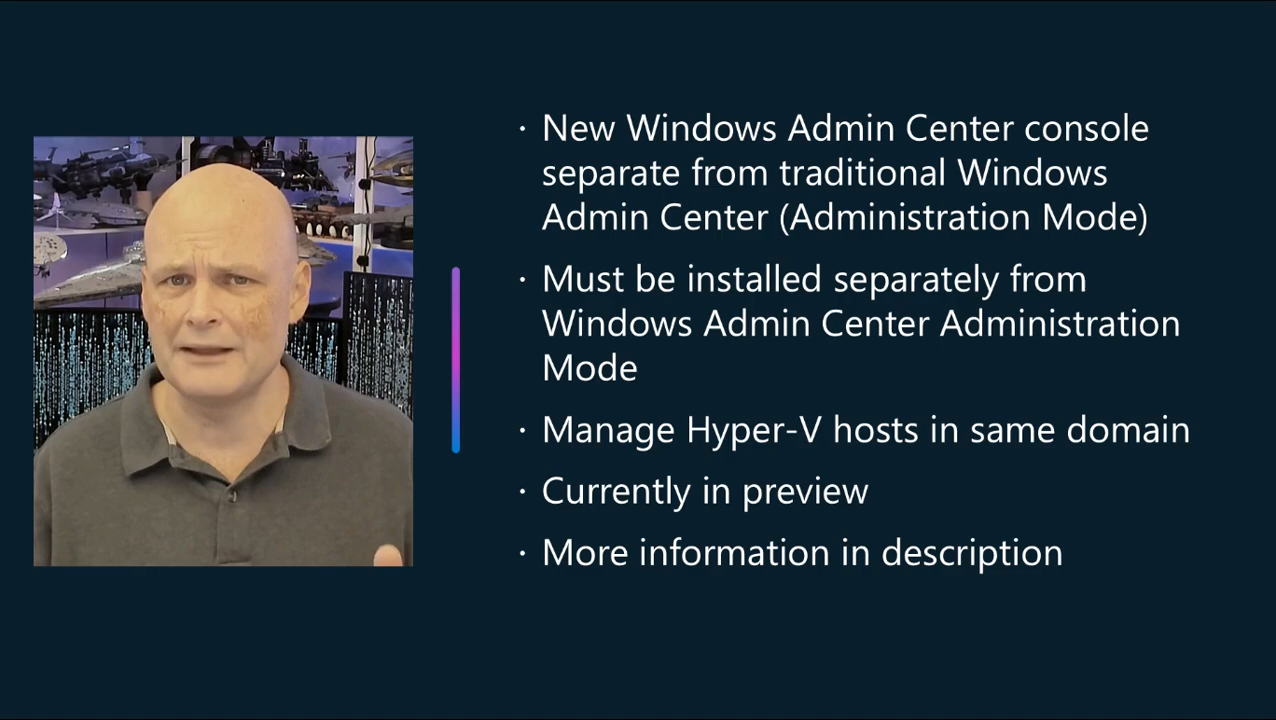 · New Windows Admin Center console
separate from traditional Windows
Admin Center (Administration Mode)
· Must be installed separately from
Windows Admin Center Administration
Mode
· Manage Hyper-V hosts in same domain
· Currently in preview
· More information in description